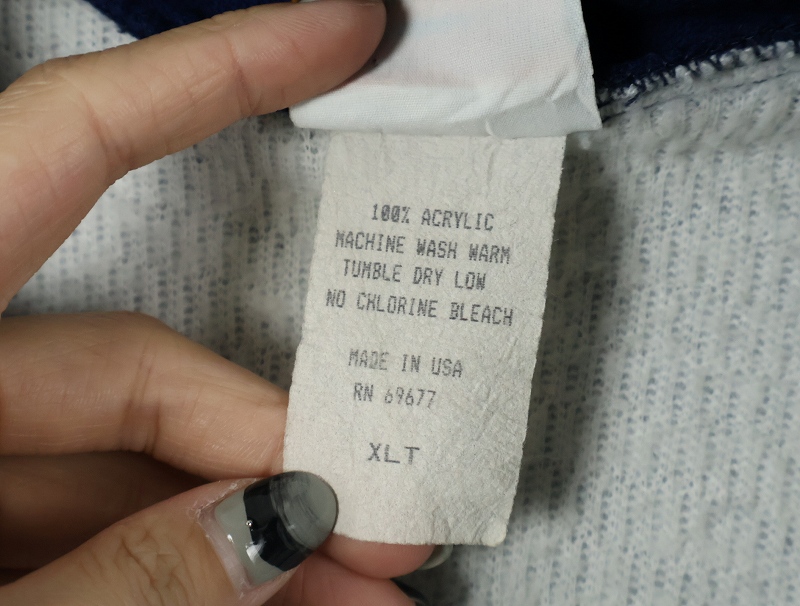 100% ACRYLIC
MACHINE WASH WARM
TUMBLE DRY LOW
NO CHLORINE BLEACH
MADE IN USA
RN 69677
XLT